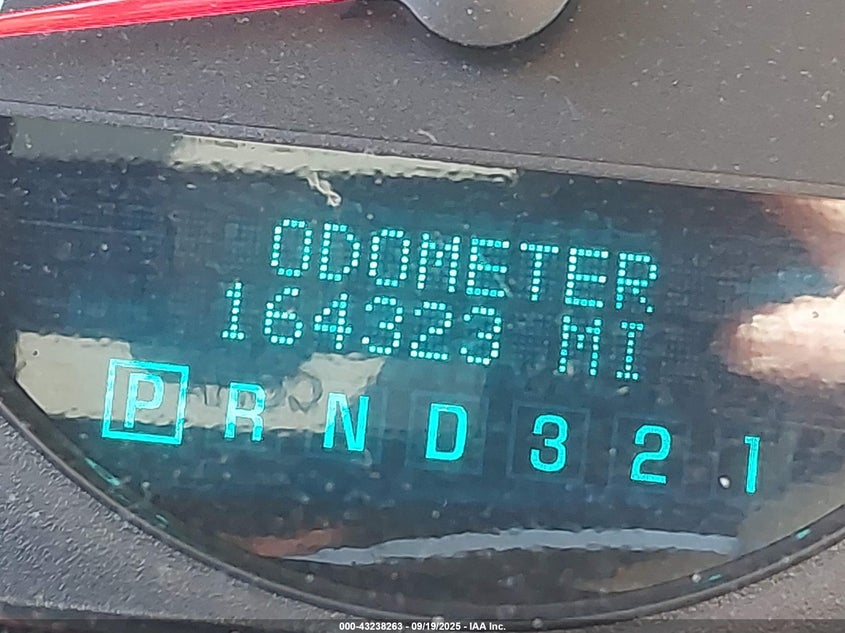 ODOMETER
164323 MI
P R N D 3 2 1
000-43238263 - 09/19/2025 - IAA Inc.